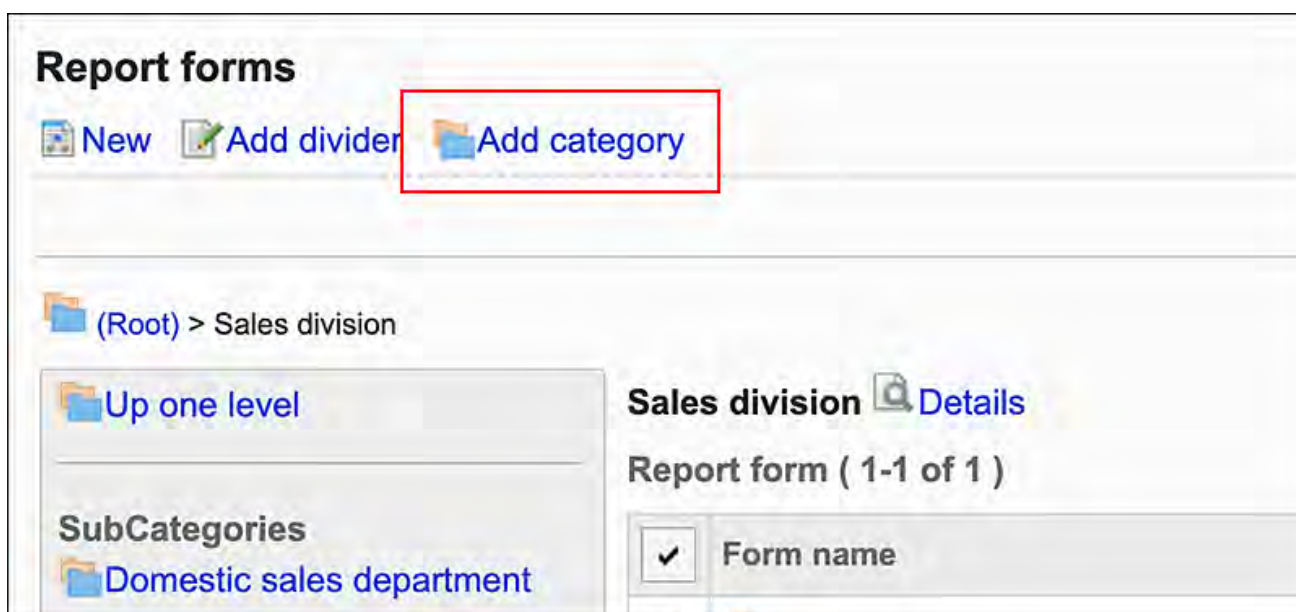 Report forms
New Add divider Add category
(Root) > Sales division
Up one level
SubCategories
Domestic sales department
Sales division Details
Report form ( 1-1 of 1 )
Form name